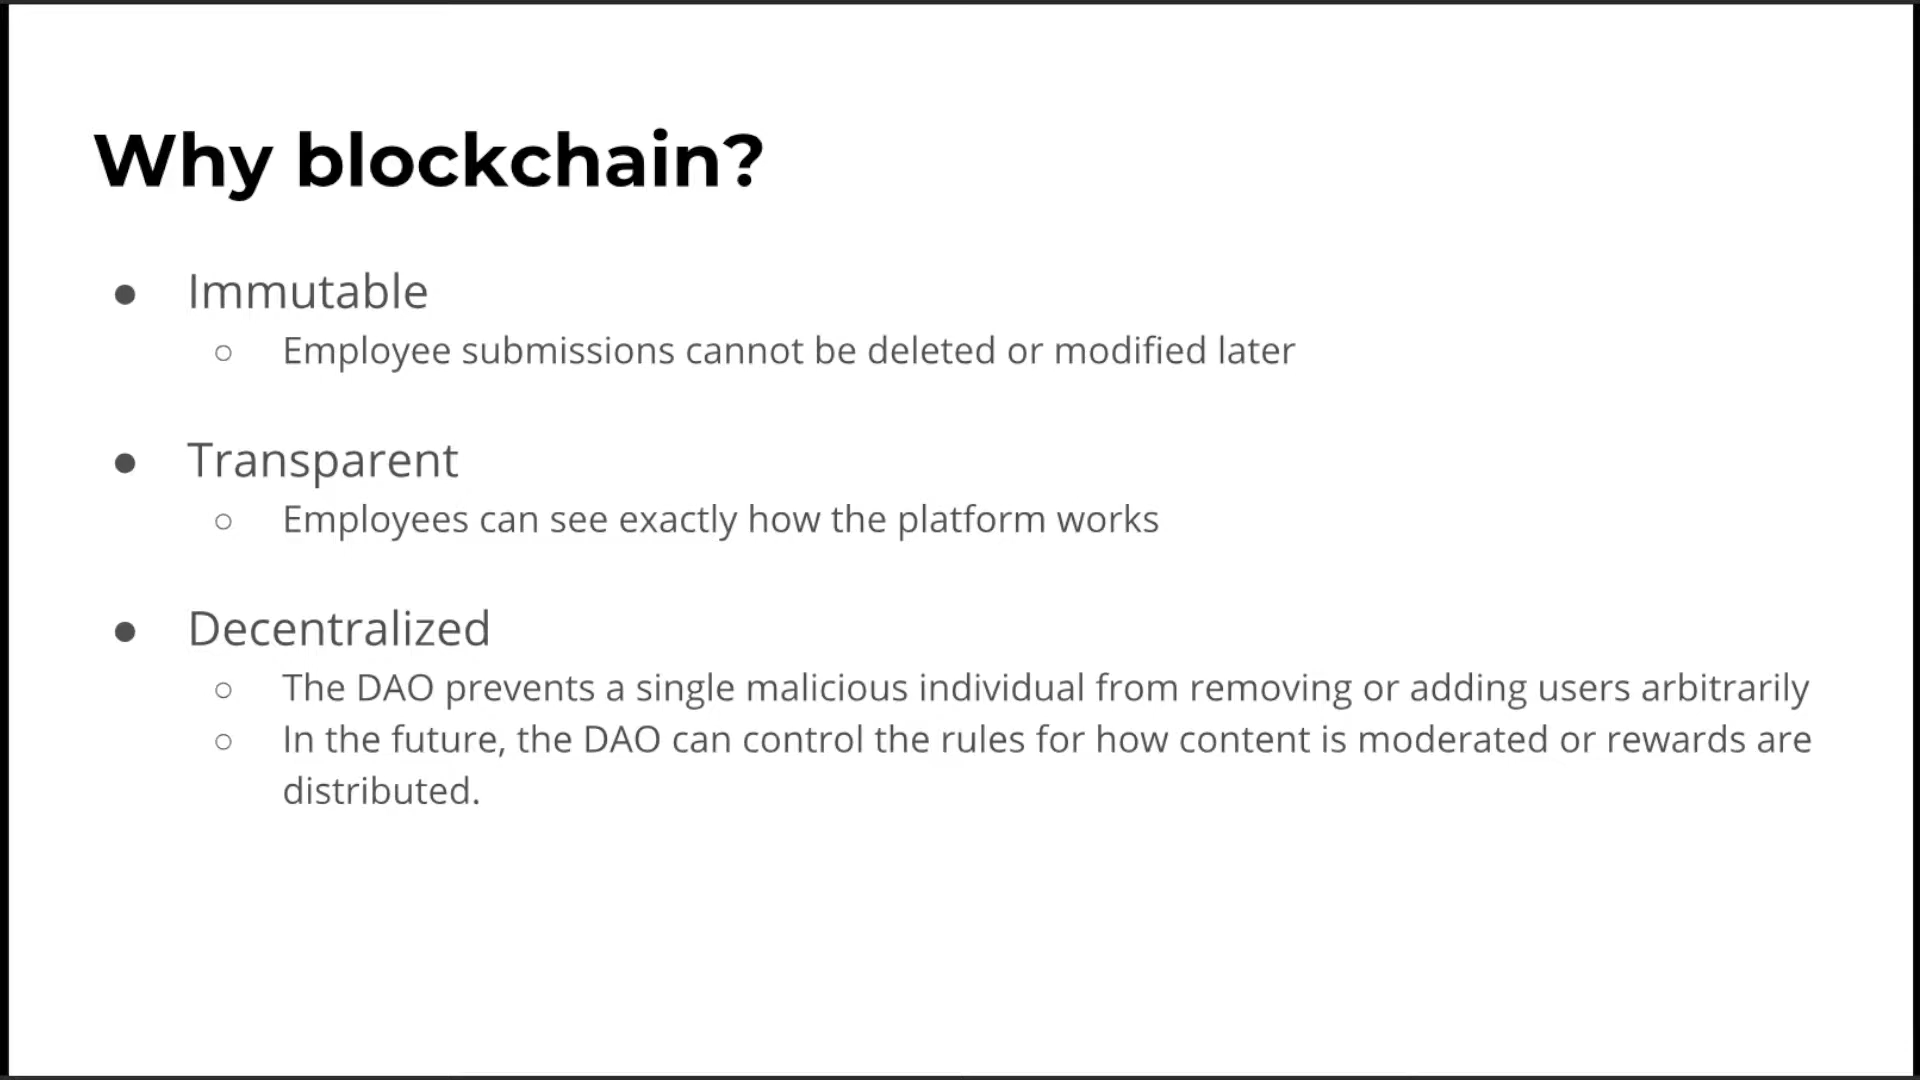 Why blockchain?
● Immutable
○ Employee submissions cannot be deleted or modified later
● Transparent
○ Employees can see exactly how the platform works
● Decentralized
○ The DAO prevents a single malicious individual from removing or adding users arbitrarily
○ In the future, the DAO can control the rules for how content is moderated or rewards are
distributed.